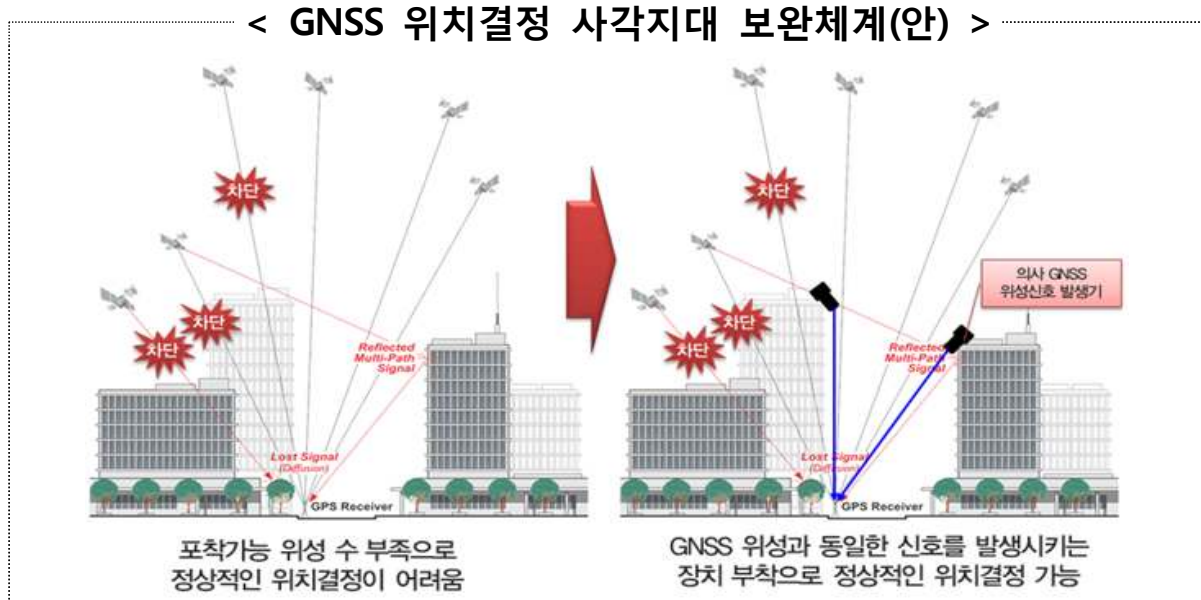 < GNSS 위치결정 사각지대 보완체계(안) >
차단
차단
차단
Reflected
Multi-Path
Signal
Lost Signal
(Diffusion)
GPS Receiver
포착가능 위성 수 부족으로
정상적인 위치결정이 어려움
차단
차단
차단
의사 GNSS
위성신호 발생기
Reflected
Multi-Path
Signal
Lost Signal
(Diffusion)
GPS Receiver
GNSS 위성과 동일한 신호를 발생시키는
장치 부착으로 정상적인 위치결정 가능